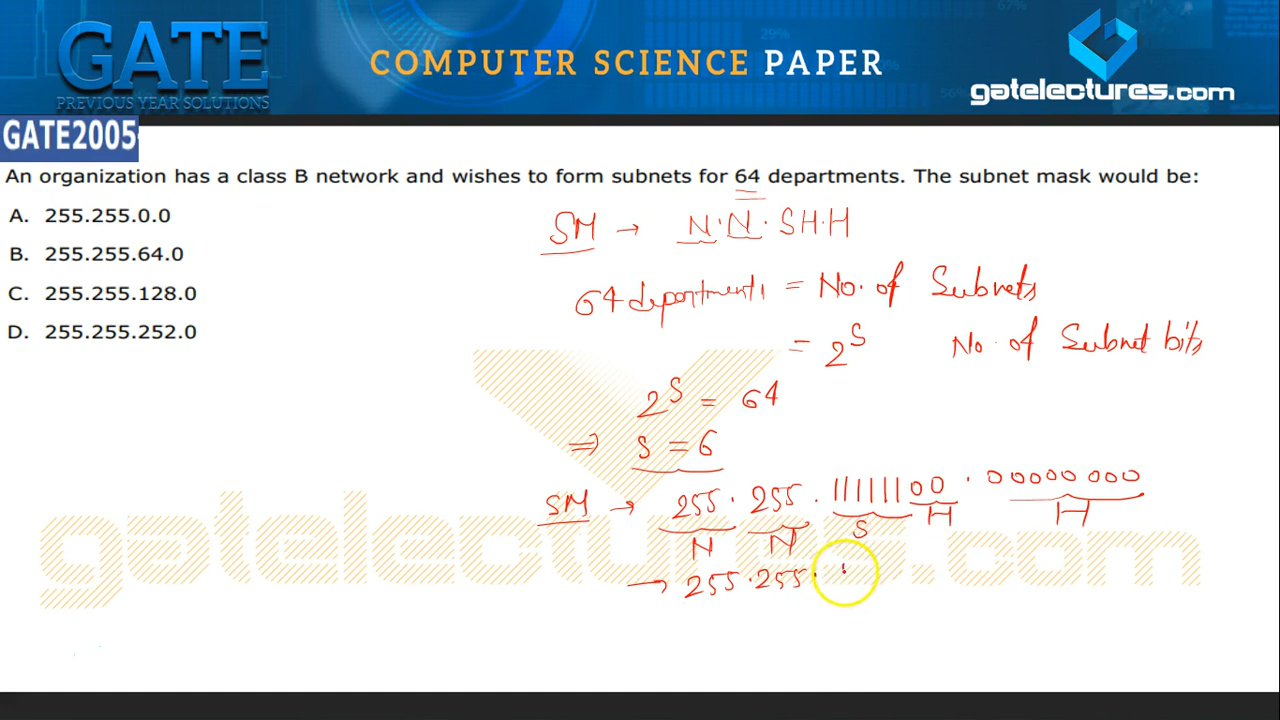 GATE
PREVIOUS YEAR SOLUTIONS
COMPUTER SCIENCE PAPER
gatelectures.com
GATE2005
An organization has a class B network and wishes to form subnets for 64 departments. The subnet mask would be:
A. 255.255.0.0
B. 255.255.64.0
C. 255.255.128.0
D. 255.255.252.0
SM → N.N.SH.H
64 departments = No. of Subnets
= 2^S No. of Subnet bits
2^S = 64
⇒ S = 6
SM → 255.255.11111100.00000000
N N S H H
→ 255.255.
gatelectures.com